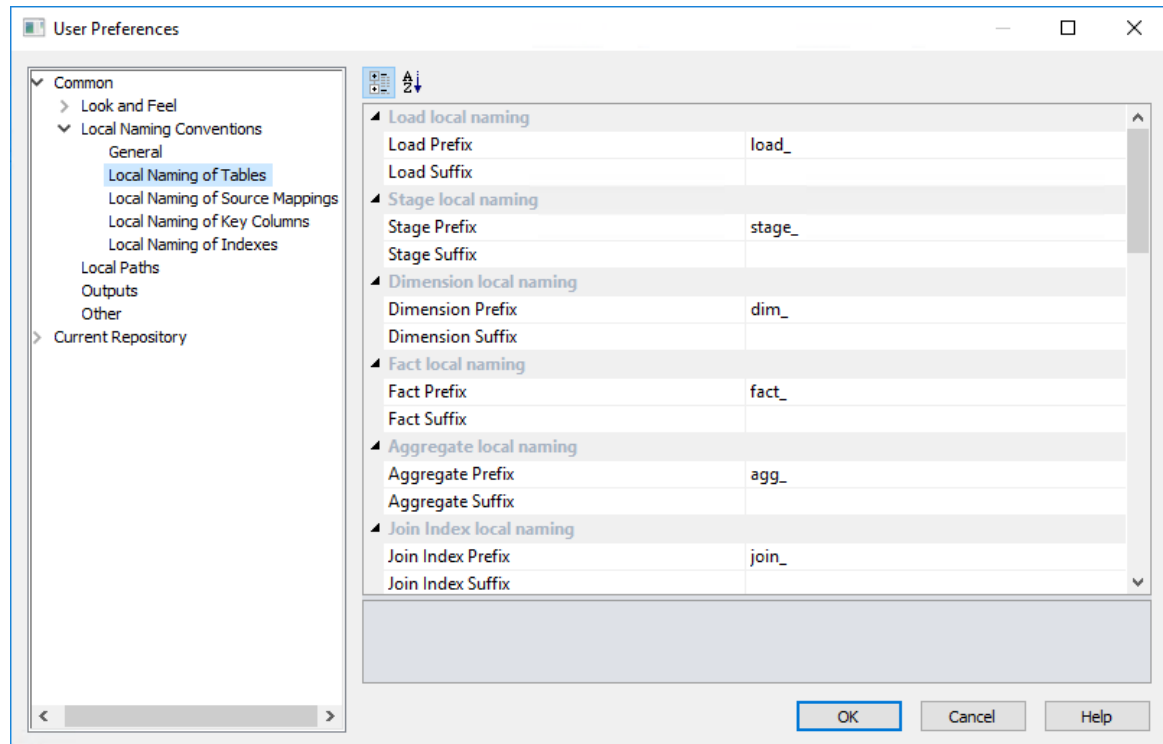 User Preferences
Common
Look and Feel
Local Naming Conventions
General
Local Naming of Tables
Local Naming of Source Mappings
Local Naming of Key Columns
Local Naming of Indexes
Local Paths
Outputs
Other
Current Repository
Load local naming
Load Prefix load_
Load Suffix
Stage local naming
Stage Prefix stage_
Stage Suffix
Dimension local naming
Dimension Prefix dim_
Dimension Suffix
Fact local naming
Fact Prefix fact_
Fact Suffix
Aggregate local naming
Aggregate Prefix agg_
Aggregate Suffix
Join Index local naming
Join Index Prefix join_
Join Index Suffix
OK Cancel Help